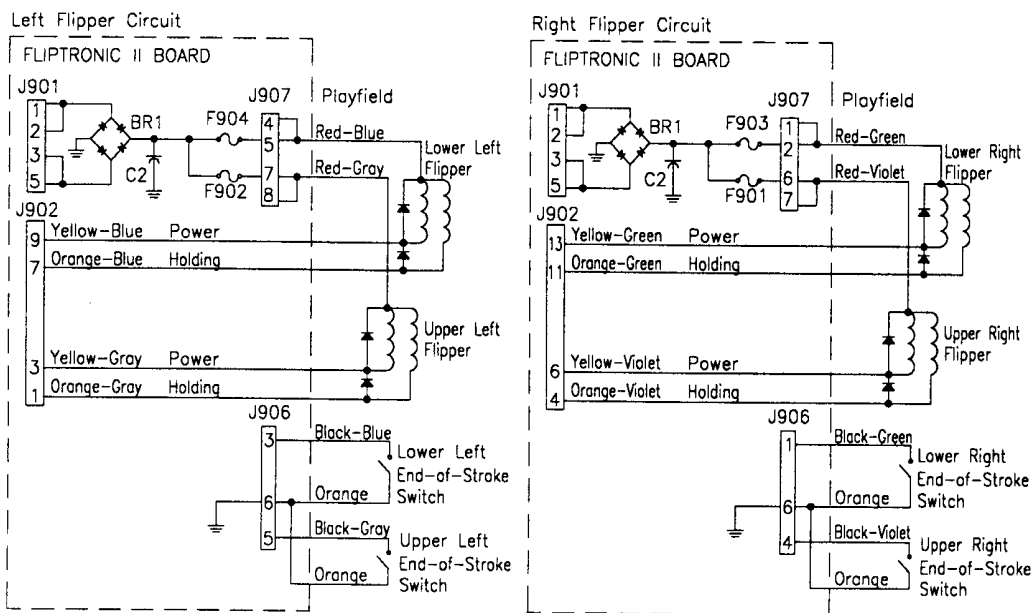 Left Flipper Circuit
FLIPTRONIC II BOARD
J901
1
2
3
5
BR1
C2
F904
F902
J907
4
5
7
8
Playfield
Red-Blue
Red-Gray
Lower Left
Flipper
J902
9
7
3
1
Yellow-Blue Power
Orange-Blue Holding
Upper Left
Flipper
Yellow-Gray Power
Orange-Gray Holding
J906
3
6
5
Black-Blue
Lower Left
End-of-Stroke
Switch
Orange
Black-Gray
Upper Left
End-of-Stroke
Switch
Orange
Right Flipper Circuit
FLIPTRONIC II BOARD
J901
1
2
3
5
BR1
C2
F903
F901
J907
1
2
6
7
Playfield
Red-Green
Red-Violet
Lower Right
Flipper
J902
13
11
6
4
Yellow-Green Power
Orange-Green Holding
Upper Right
Flipper
Yellow-Violet Power
Orange-Violet Holding
J906
1
6
4
Black-Green
Lower Right
End-of-Stroke
Switch
Orange
Black-Violet
Upper Right
End-of-Stroke
Switch
Orange